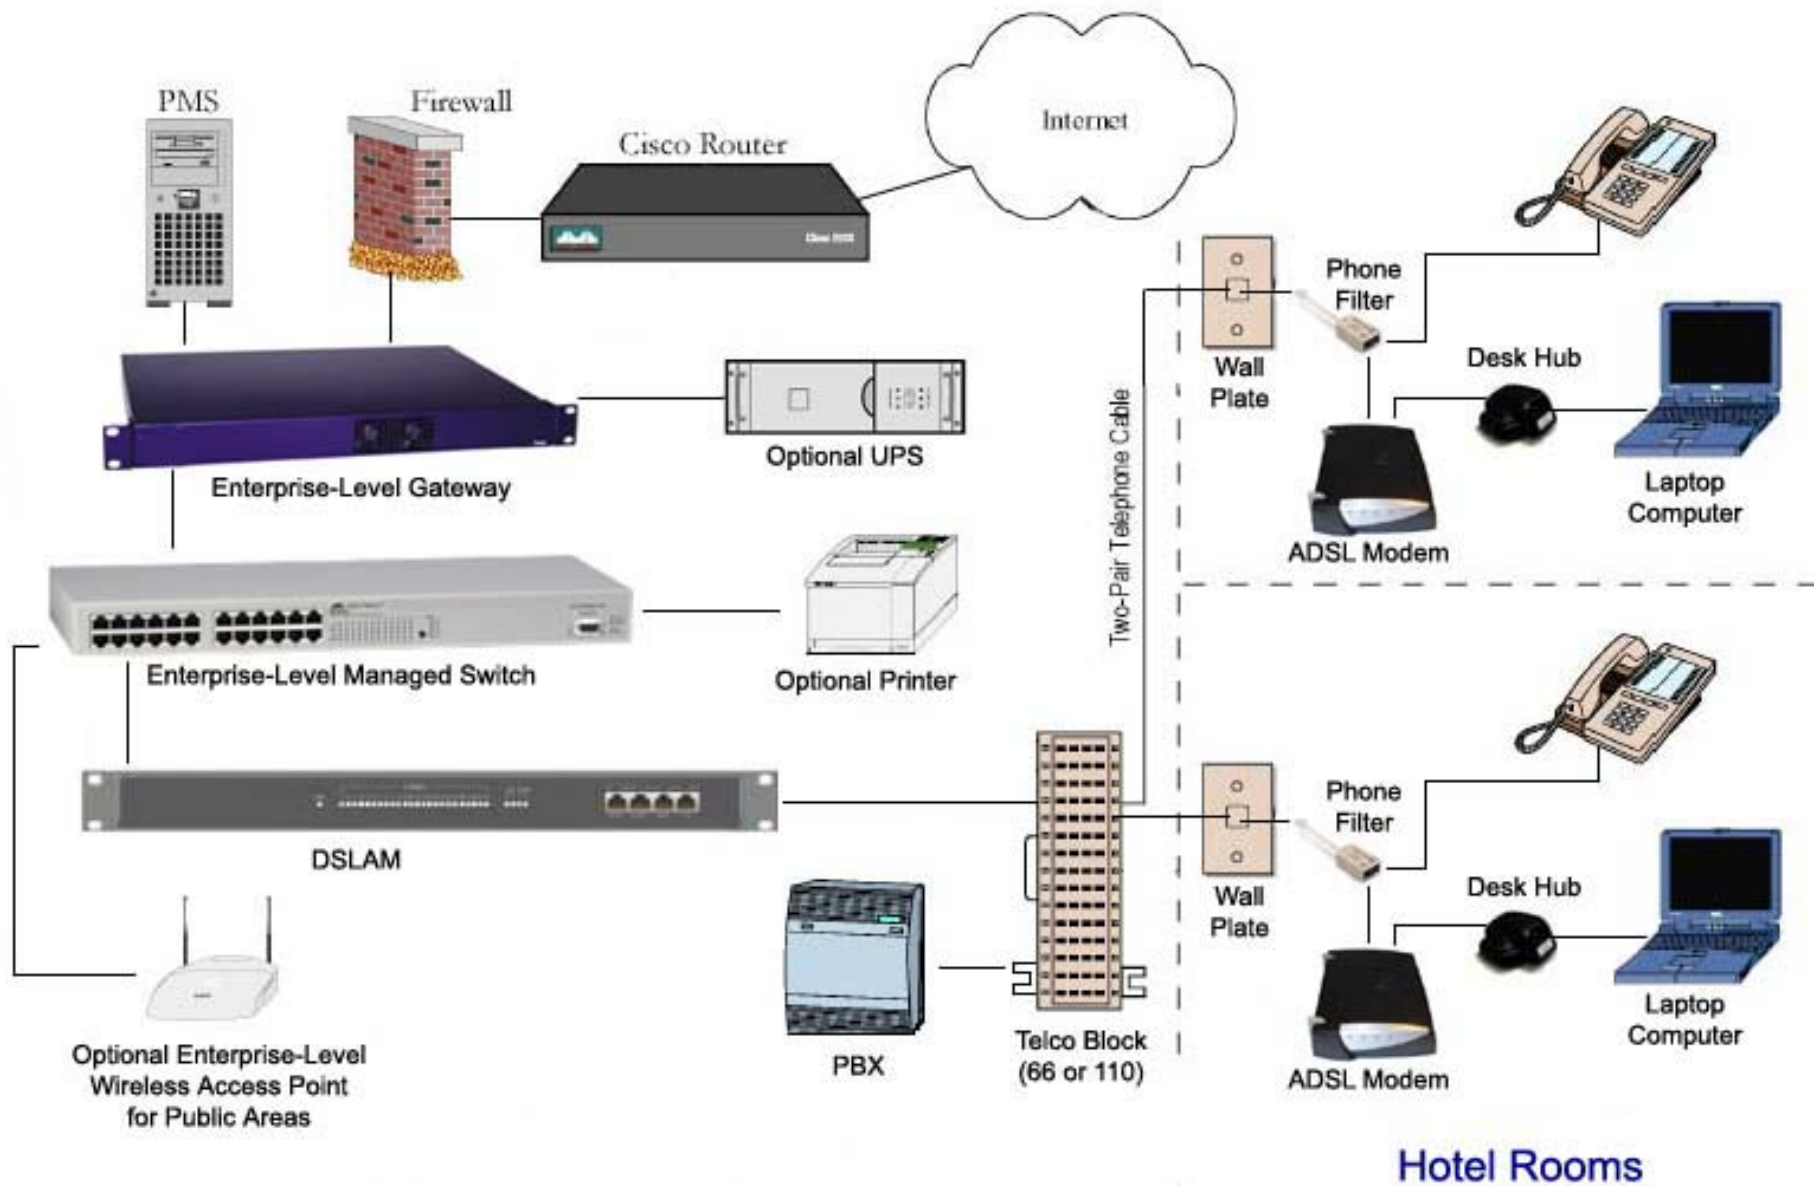 PMS
Firewall
Cisco Router
Internet
Enterprise-Level Gateway
Optional UPS
Enterprise-Level Managed Switch
Optional Printer
DSLAM
Optional Enterprise-Level
Wireless Access Point
for Public Areas
PBX
Telco Block
(66 or 110)
Two-Pair Telephone Cable
Wall
Plate
Phone
Filter
Desk Hub
ADSL Modem
Laptop
Computer
Wall
Plate
Phone
Filter
Desk Hub
ADSL Modem
Laptop
Computer
Hotel Rooms